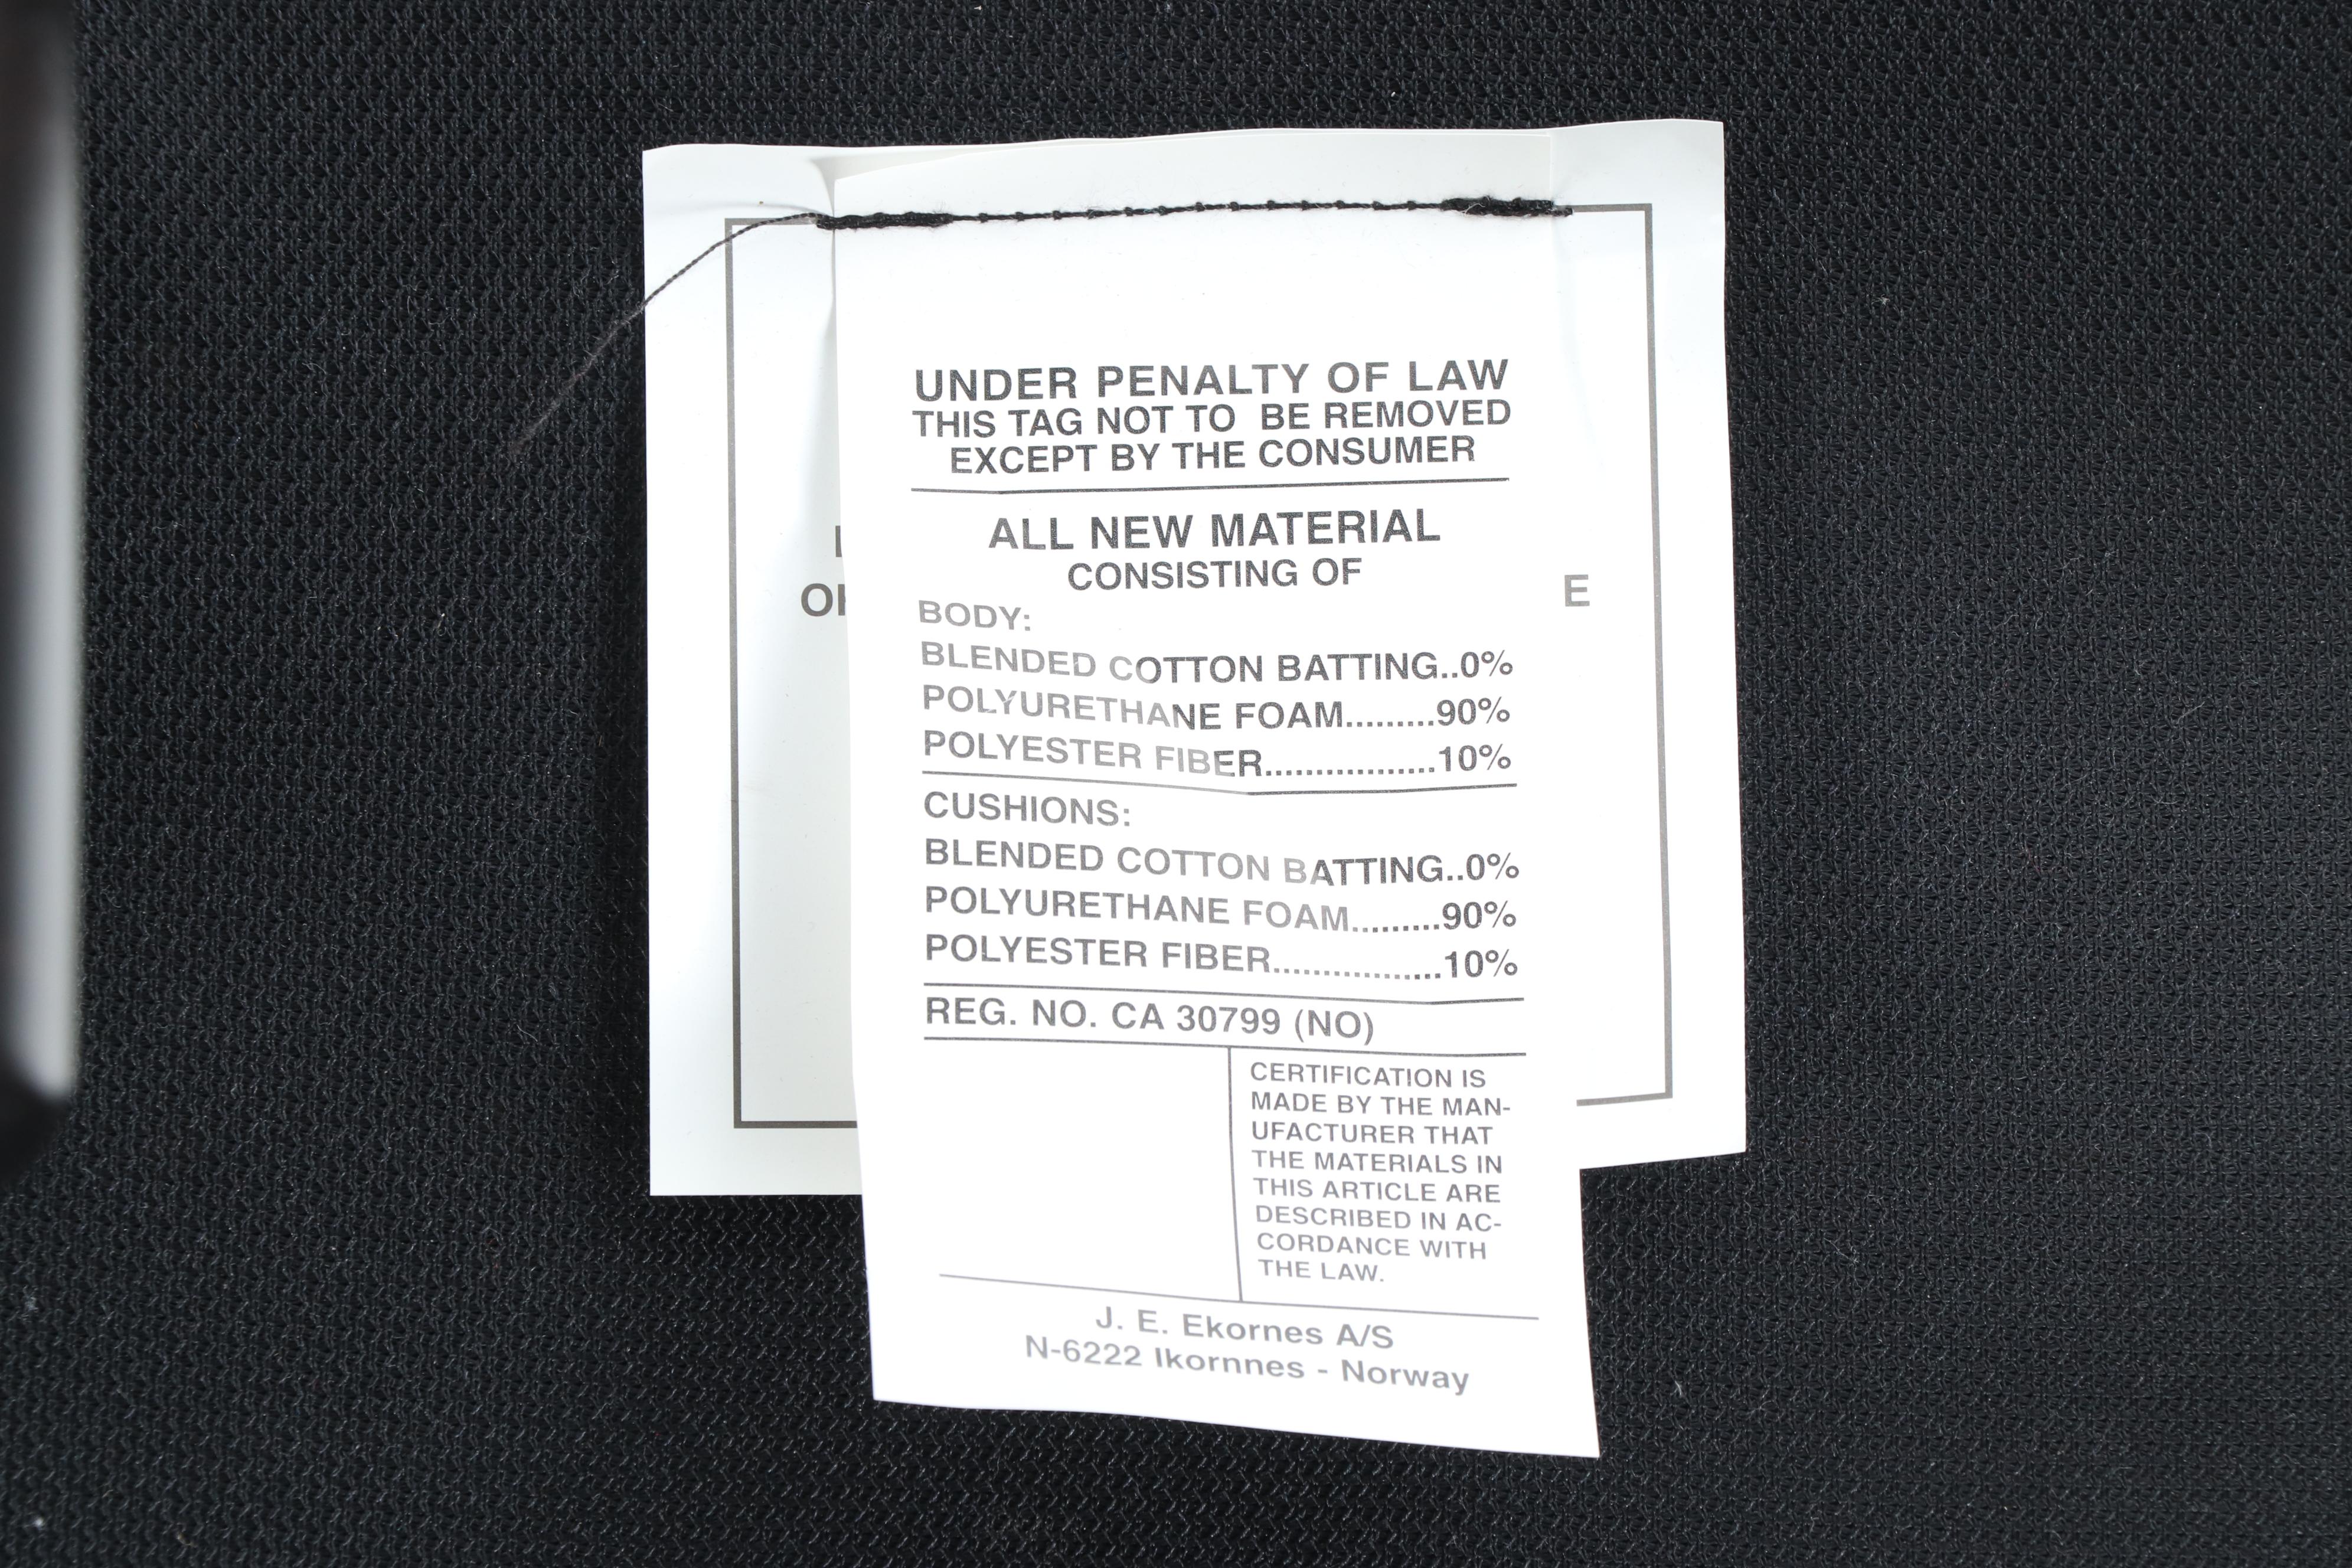 UNDER PENALTY OF LAW
THIS TAG NOT TO BE REMOVED
EXCEPT BY THE CONSUMER
ALL NEW MATERIAL
CONSISTING OF
BODY:
BLENDED COTTON BATTING..0%
POLYURETHANE FOAM.........90%
POLYESTER FIBER.................10%
CUSHIONS:
BLENDED COTTON BATTING..0%
POLYURETHANE FOAM.........90%
POLYESTER FIBER.................10%
REG. NO. CA 30799 (NO)
CERTIFICATION IS
MADE BY THE MAN-
UFACTURER THAT
THE MATERIALS IN
THIS ARTICLE ARE
DESCRIBED IN AC-
CORDANCE WITH
THE LAW.
J. E. Ekornes A/S
N-6222 Ikornnes - Norway